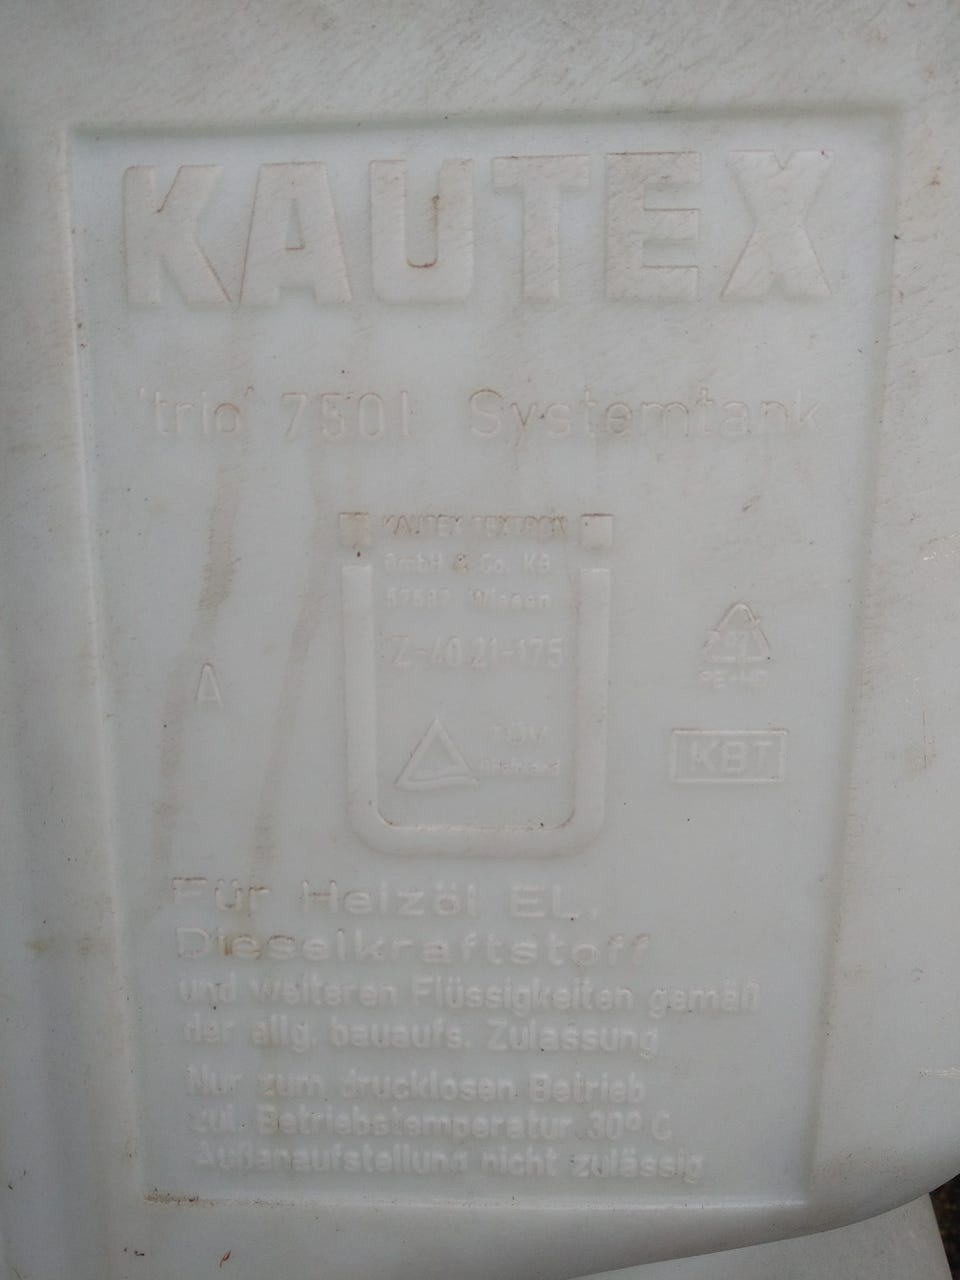 KAUTEX
'trio' 750 l Systemtank
KAUTEX TEXTRON
GmbH & Co. KG
Z-40.21-175
PE-HD
A
TÜV
KBT
Für Heizöl EL,
Dieselkraftstoff
und weiteren Flüssigkeiten gemäß
der allg. bauaufs. Zulassung
Nur zum drucklosen Betrieb
zul. Betriebstemperatur 30° C
Außenaufstellung nicht zulässig